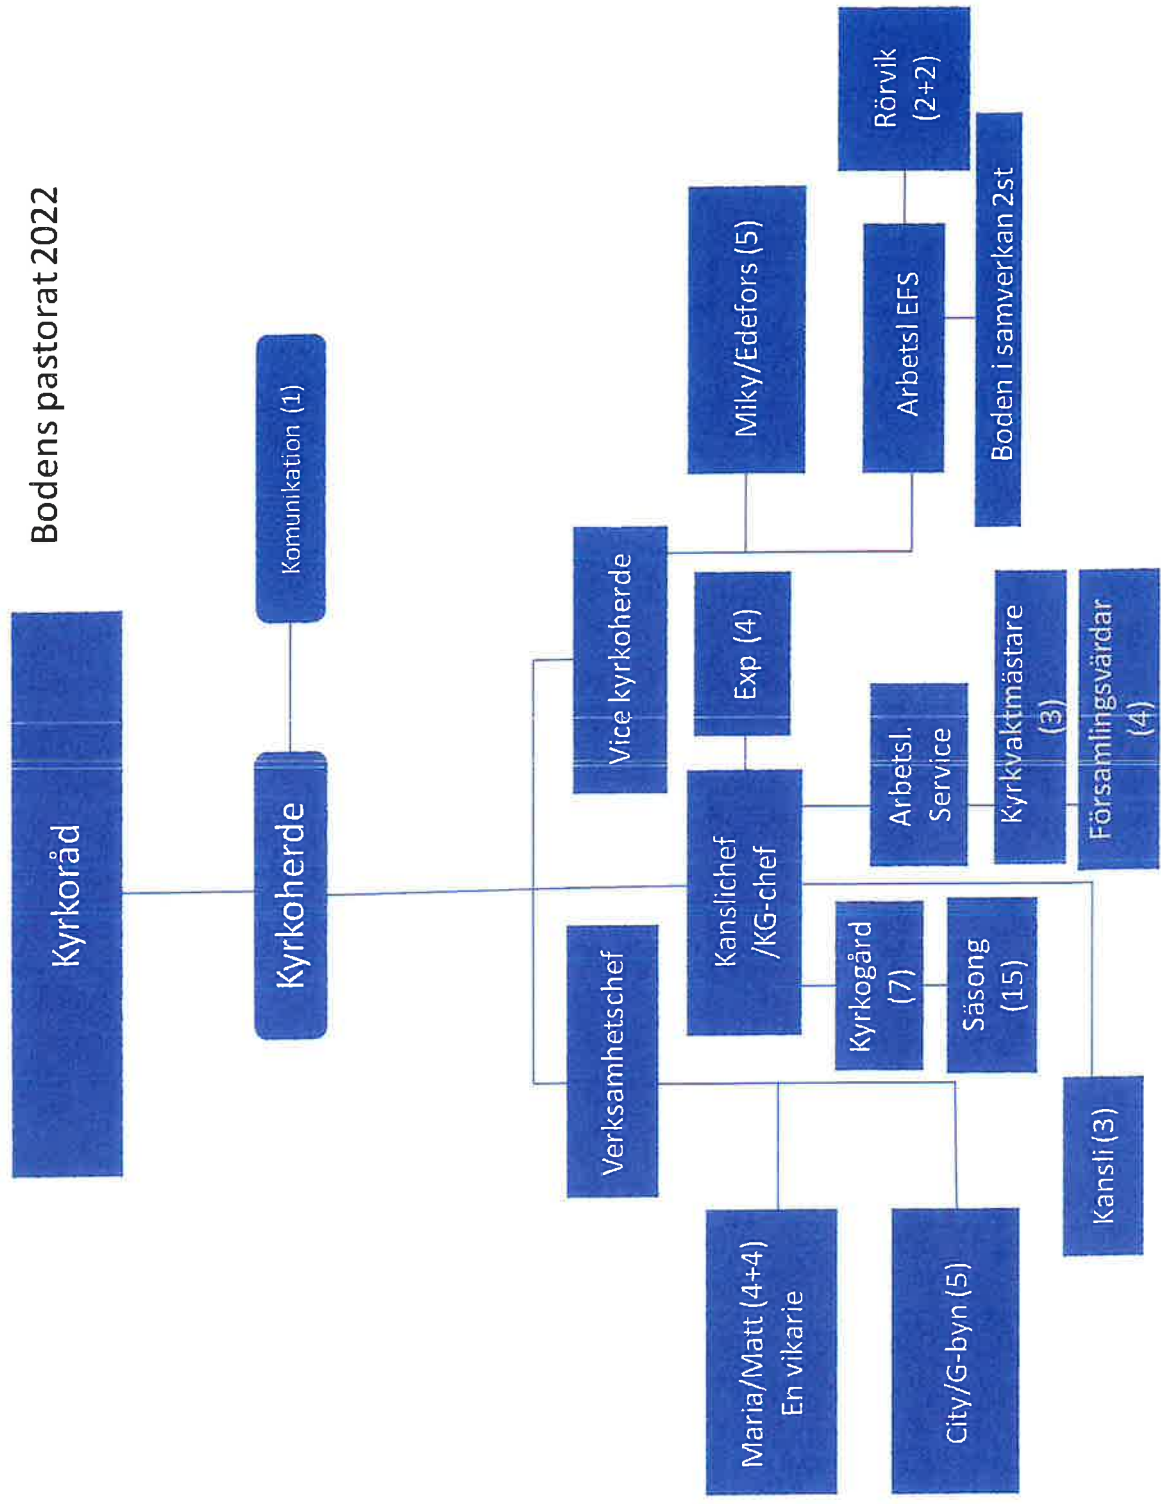 Bodens pastorat 2022
Kyrkoråd
Kyrkoherde
Komunikation (1)
Verksamhetschef
Vice kyrkoherde
Maria/Matt (4+4)
En vikarie
City/G-byn (5)
Kanslichef
/KG-chef
Exp (4)
Miky/Edefors (5)
Kyrkogård
(7)
Säsong
(15)
Arbetsl.
Service
Kyrkvaktmästare
(3)
Församlingsvärdar
(4)
Kansli (3)
Arbetsl EFS
Rörvik
(2+2)
Boden i samverkan 2st